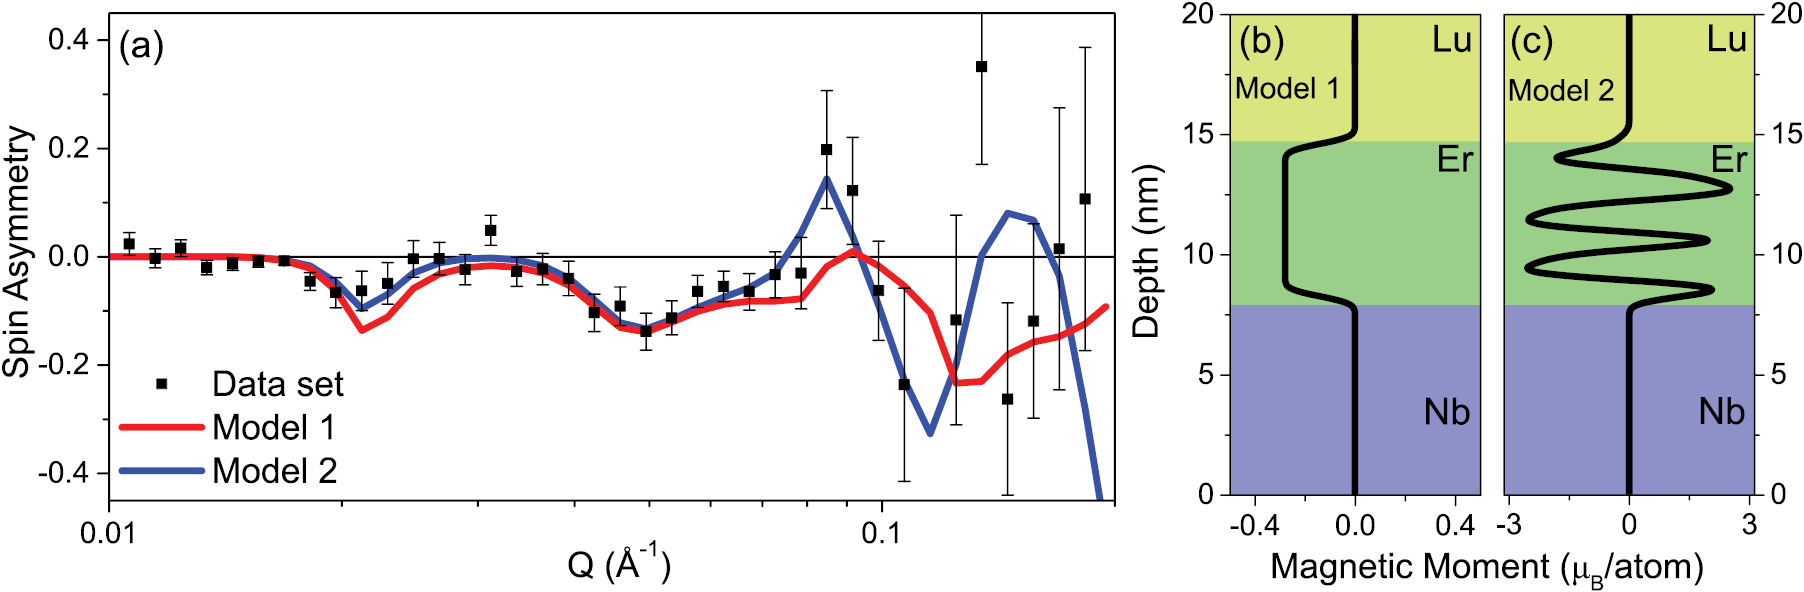 (a)
0.4
0.2
0.0
-0.2
-0.4
Spin Asymmetry
Data set
Model 1
Model 2
0.01
0.1
Q (Å⁻¹)
(b)
Lu
Model 1
Er
Nb
20
15
10
5
0
Depth (nm)
-0.4
0.0
0.4
(c)
Lu
Model 2
Er
Nb
20
15
10
5
0
-3
0
3
Magnetic Moment (μ_B/atom)